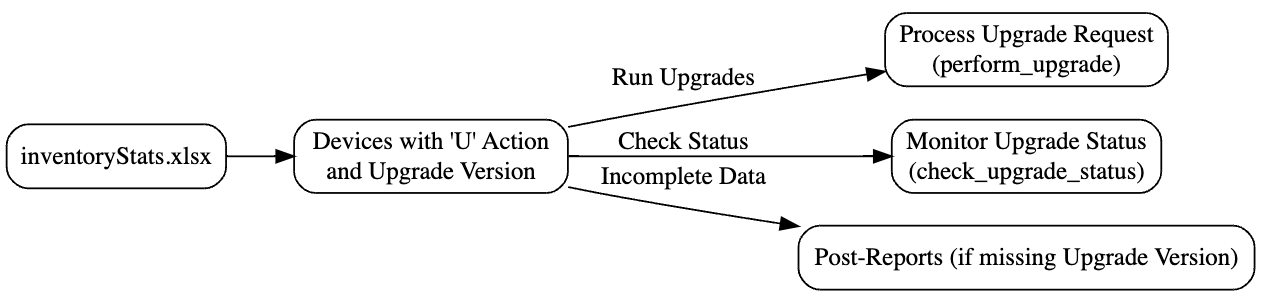 inventoryStats.xlsx
Devices with 'U' Action
and Upgrade Version
Run Upgrades
Check Status
Incomplete Data
Process Upgrade Request
(perform_upgrade)
Monitor Upgrade Status
(check_upgrade_status)
Post-Reports (if missing Upgrade Version)